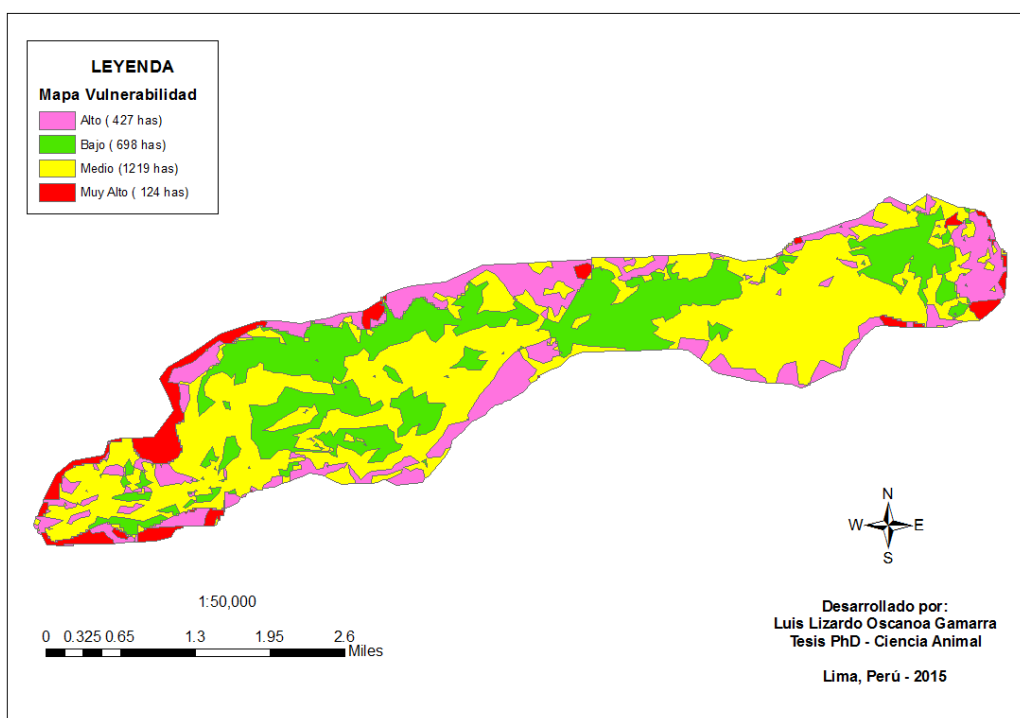 LEYENDA
Mapa Vulnerabilidad
Alto ( 427 has)
Bajo ( 698 has)
Medio (1219 has)
Muy Alto ( 124 has)
N
W E
S
1:50,000
0 0.325 0.65 1.3 1.95 2.6
Miles
Desarrollado por:
Luis Lizardo Oscanoa Gamarra
Tesis PhD - Ciencia Animal
Lima, Perú - 2015